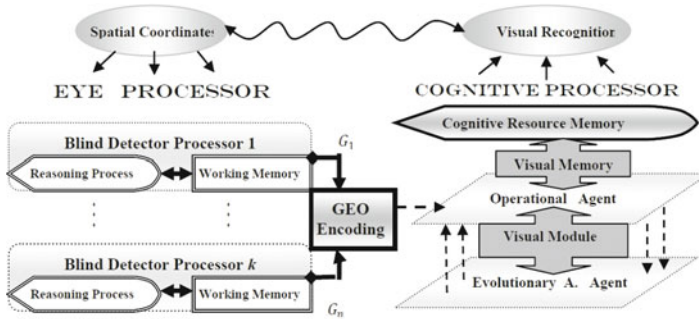 Spatial Coordinates
Visual Recognition
EYE PROCESSOR
COGNITIVE PROCESSOR
Blind Detector Processor 1
Reasoning Process
Working Memory
G₁
⋮
⋮
Blind Detector Processor k
Reasoning Process
Working Memory
Gₙ
GEO
Encoding
Cognitive Resource Memory
Visual Memory
Operational Agent
Visual Module
Evolutionary A. Agent